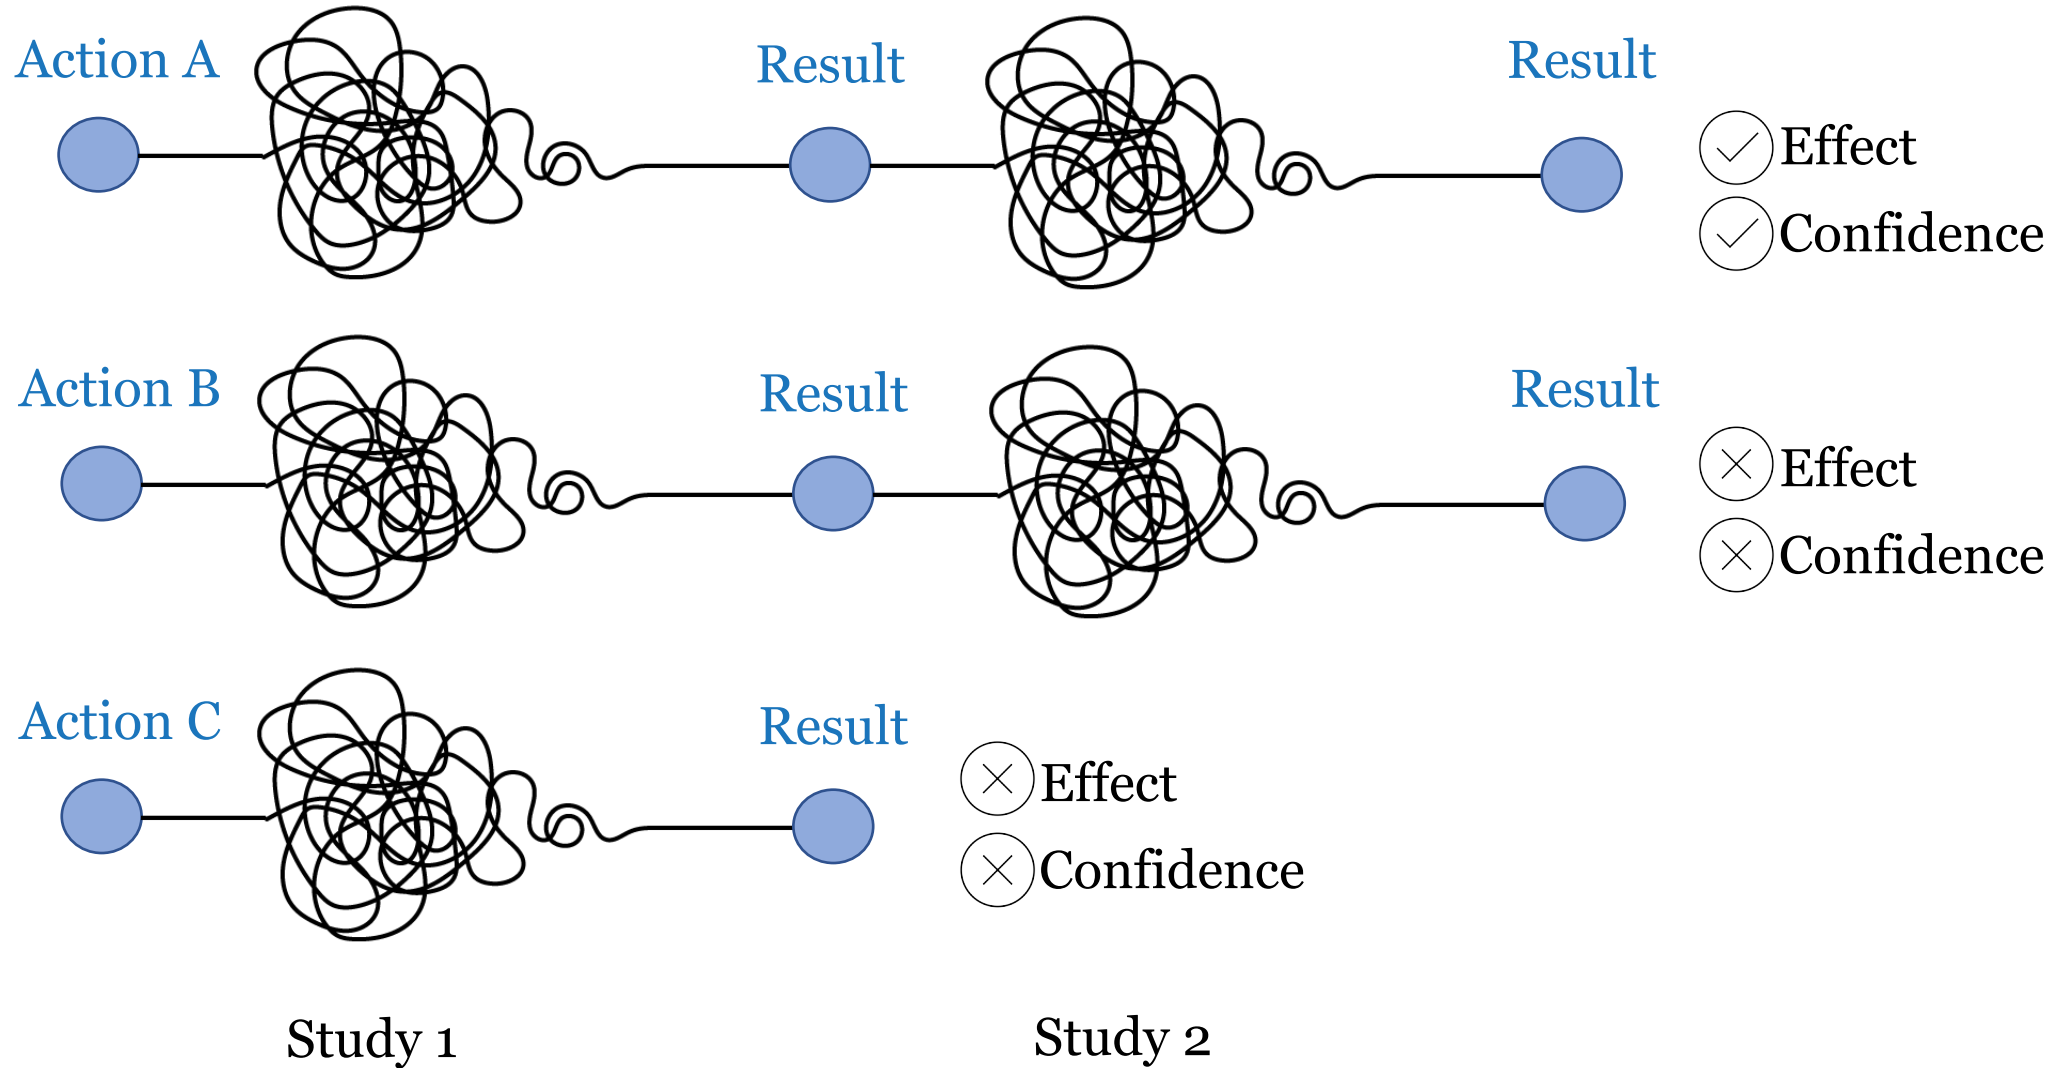 Action A
Result
Result
Effect
Confidence
Action B
Result
Result
Effect
Confidence
Action C
Result
Effect
Confidence
Study 1
Study 2